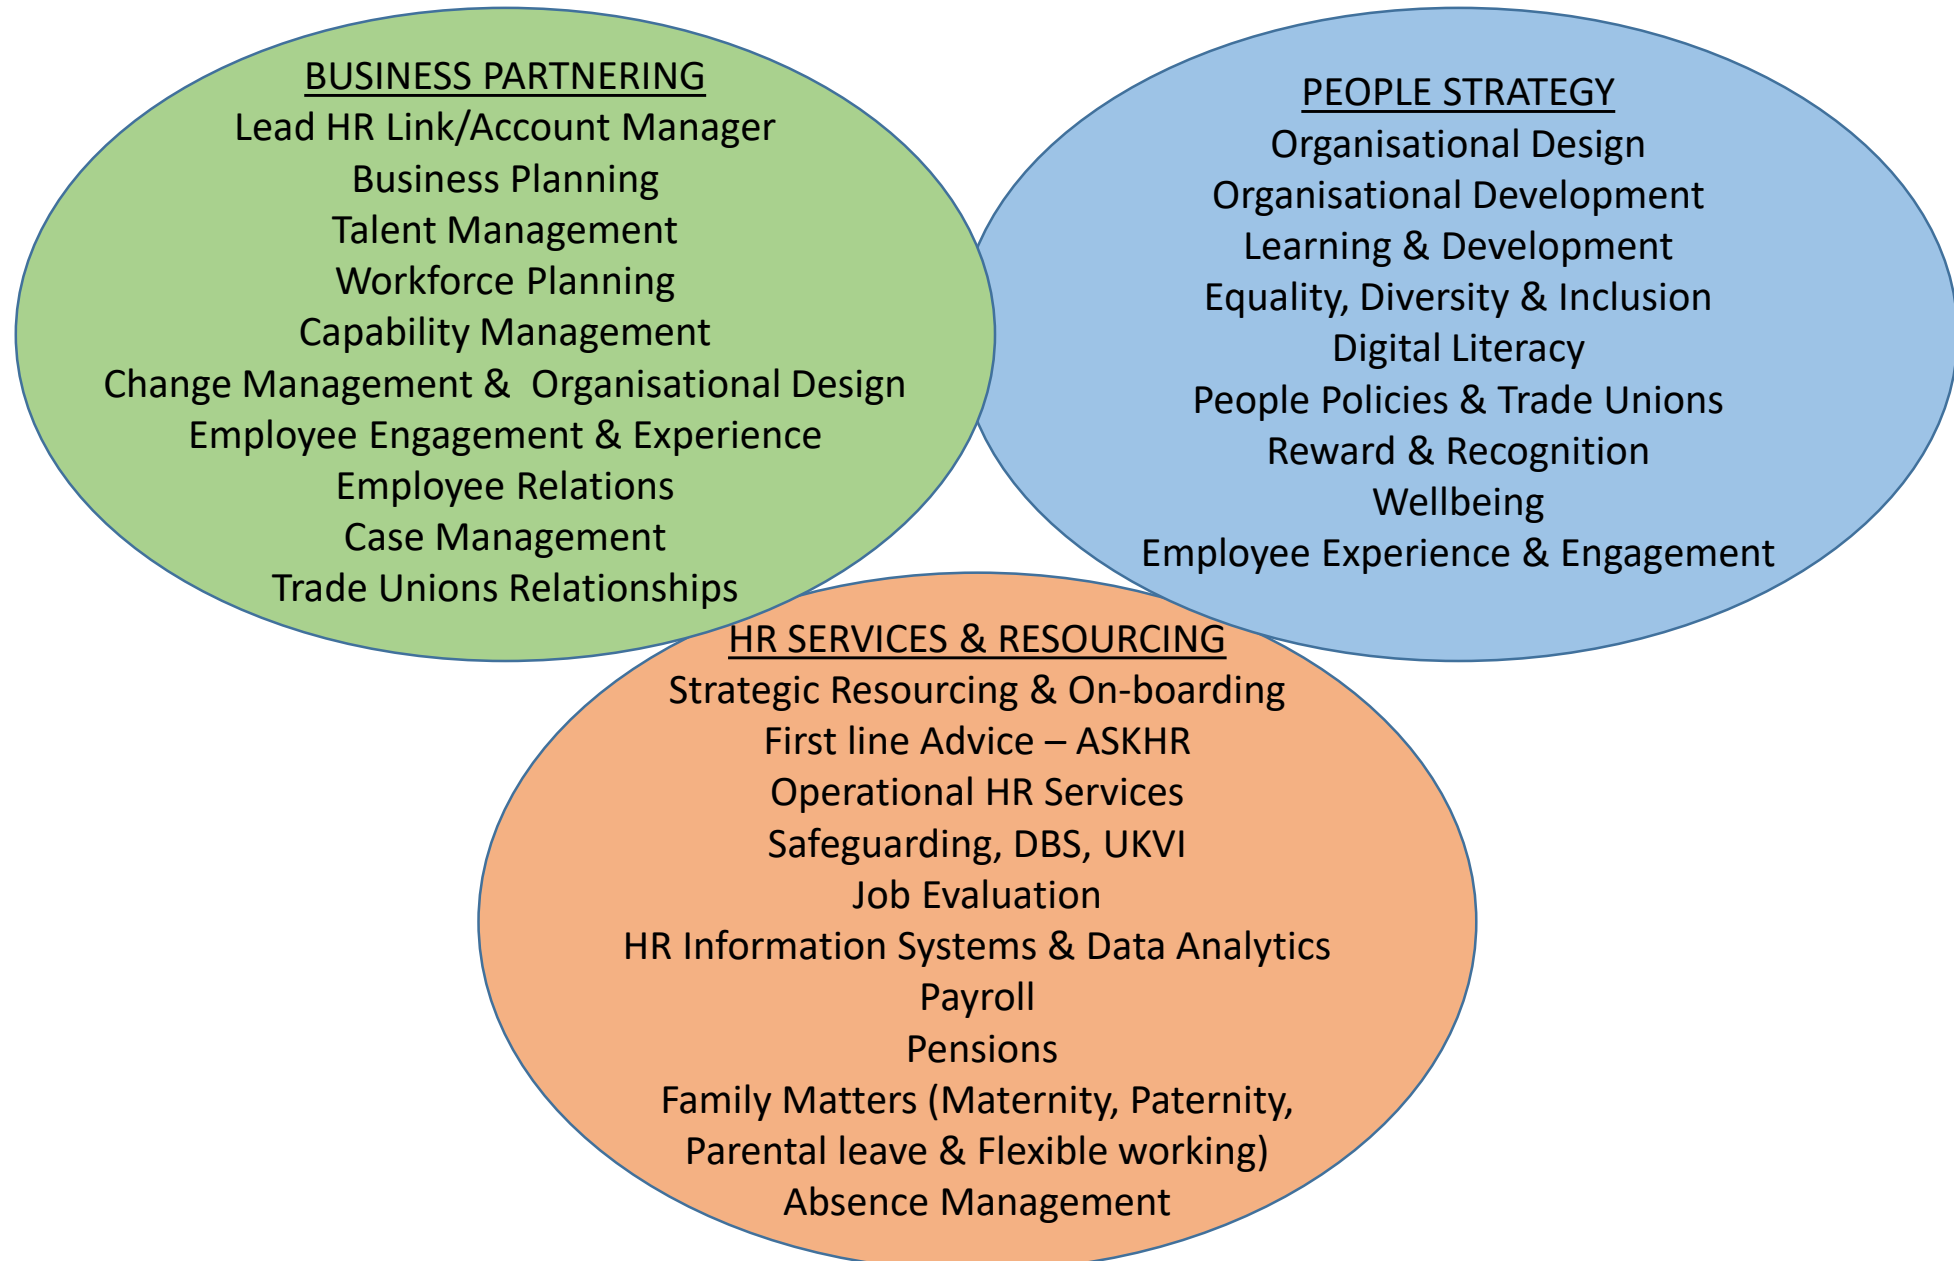 BUSINESS PARTNERING
Lead HR Link/Account Manager
Business Planning
Talent Management
Workforce Planning
Capability Management
Change Management &  Organisational Design
Employee Engagement & Experience
Employee Relations
Case Management
Trade Unions Relationships
PEOPLE STRATEGY
Organisational Design
Organisational Development
Learning & Development
Equality, Diversity & Inclusion
Digital Literacy
People Policies & Trade Unions
Reward & Recognition
Wellbeing
Employee Experience & Engagement
HR SERVICES & RESOURCING
Strategic Resourcing & On-boarding
First line Advice – ASKHR
Operational HR Services
Safeguarding, DBS, UKVI
Job Evaluation
HR Information Systems & Data Analytics
Payroll
Pensions
Family Matters (Maternity, Paternity,
Parental leave & Flexible working)
Absence Management